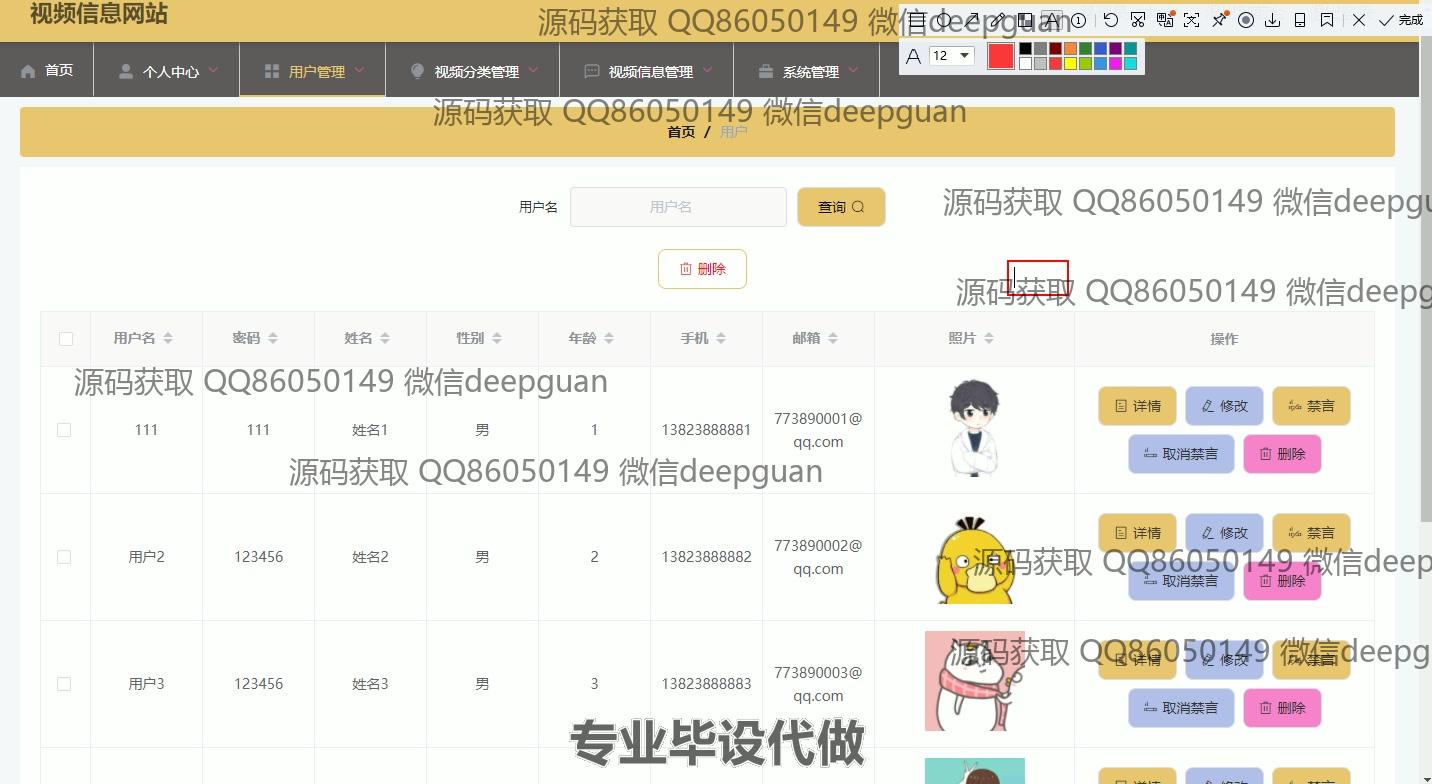 视频信息网站
源码获取 QQ86050149 微信deepguan
完成
12
首页
个人中心
用户管理
视频分类管理
视频信息管理
系统管理
源码获取 QQ86050149 微信deepguan
首页 / 用户
用户名 用户名 查询
源码获取 QQ86050149 微信deepgu
删除
源码获取 QQ86050149 微信deepg
用户名 密码 姓名 性别 年龄 手机 邮箱 照片 操作
源码获取 QQ86050149 微信deepguan
111 111 姓名1 男 1 13823888881 773890001@
qq.com
详情 修改 禁言
取消禁言 删除
源码获取 QQ86050149 微信deepguan
用户2 123456 姓名2 男 2 13823888882 773890002@
qq.com
详情 修改 禁言
源码获取 QQ86050149 微信deep
取消禁言 删除
用户3 123456 姓名3 男 3 13823888883 773890003@
qq.com
源码获取 QQ86050149 微信deepg
详情 修改 禁言
取消禁言 删除
专业毕设代做
详情 修改 禁言